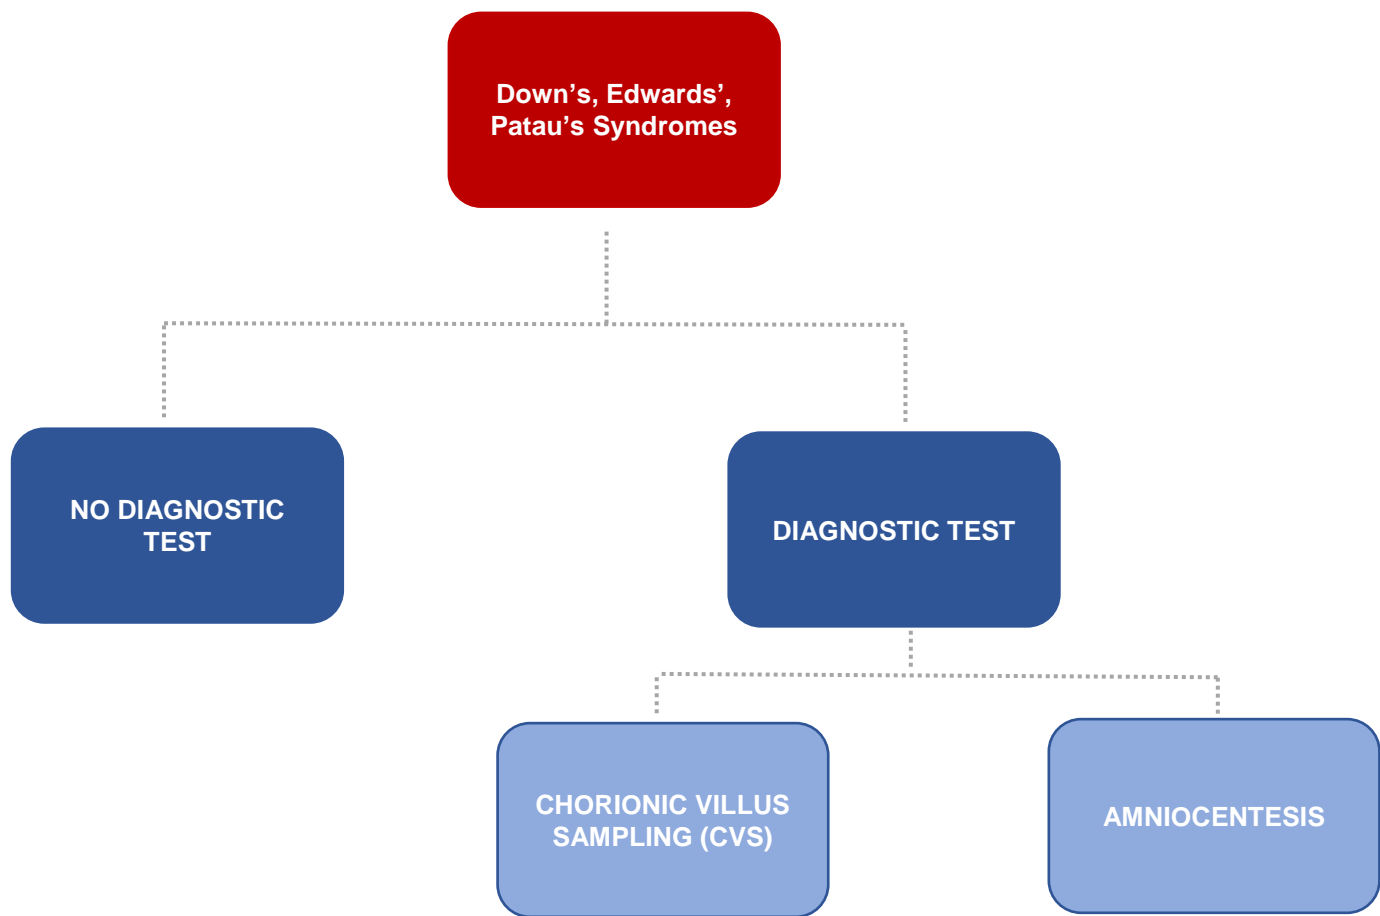 Down’s, Edwards’,
Patau’s Syndromes
NO DIAGNOSTIC
TEST
DIAGNOSTIC TEST
CHORIONIC VILLUS
SAMPLING (CVS)
AMNIOCENTESIS